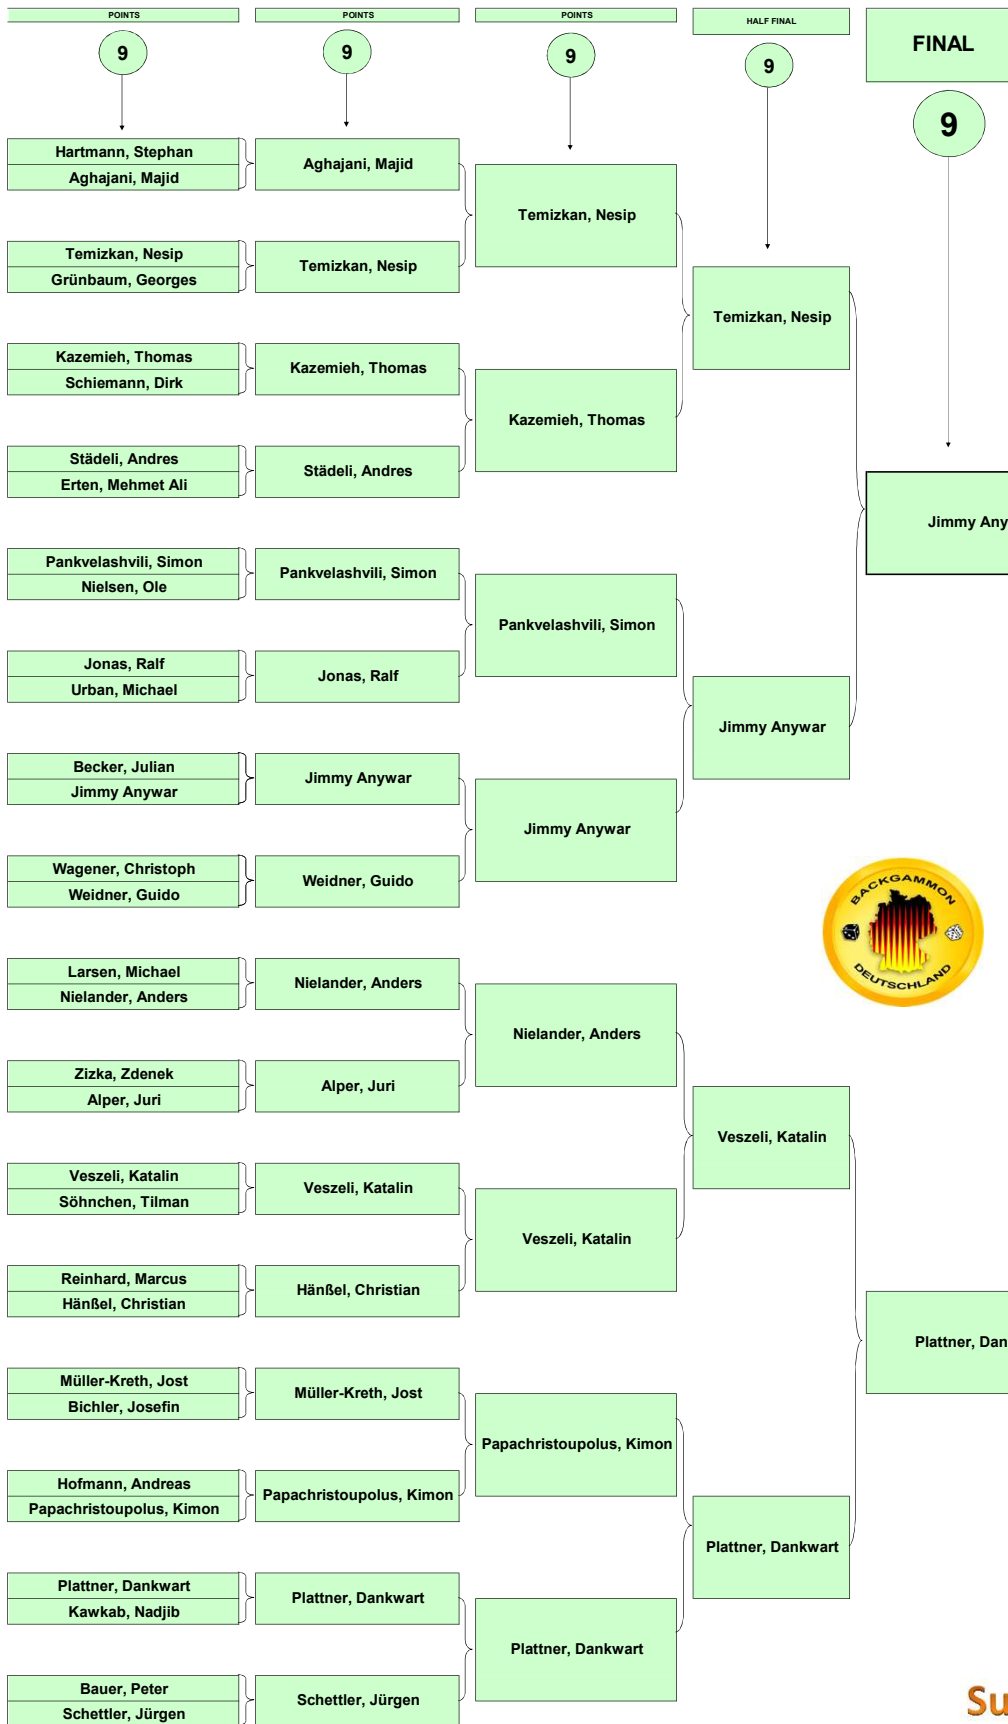 POINTS
POINTS
POINTS
HALF FINAL
FINAL
9
9
9
9
9
Hartmann, Stephan
Aghajani, Majid
Temizkan, Nesip
Grünbaum, Georges
Kazemieh, Thomas
Schiemann, Dirk
Städeli, Andres
Erten, Mehmet Ali
Pankvelashvili, Simon
Nielsen, Ole
Jonas, Ralf
Urban, Michael
Becker, Julian
Jimmy Anywar
Wagener, Christoph
Weidner, Guido
Larsen, Michael
Nielander, Anders
Zizka, Zdenek
Alper, Juri
Veszeli, Katalin
Söhnchen, Tilman
Reinhard, Marcus
Hänßel, Christian
Müller-Kreth, Jost
Bichler, Josefin
Hofmann, Andreas
Papachristoupolus, Kimon
Plattner, Dankwart
Kawkab, Nadjib
Bauer, Peter
Schettler, Jürgen
Aghajani, Majid
Temizkan, Nesip
Kazemieh, Thomas
Städeli, Andres
Pankvelashvili, Simon
Jonas, Ralf
Jimmy Anywar
Weidner, Guido
Nielander, Anders
Alper, Juri
Veszeli, Katalin
Hänßel, Christian
Müller-Kreth, Jost
Papachristoupolus, Kimon
Plattner, Dankwart
Schettler, Jürgen
Temizkan, Nesip
Kazemieh, Thomas
Pankvelashvili, Simon
Jimmy Anywar
Nielander, Anders
Veszeli, Katalin
Papachristoupolus, Kimon
Plattner, Dankwart
Temizkan, Nesip
Jimmy Anywar
Veszeli, Katalin
Plattner, Dankwart
Jimmy Any
Plattner, Dan
BACKGAMMON
DEUTSCHLAND
Su